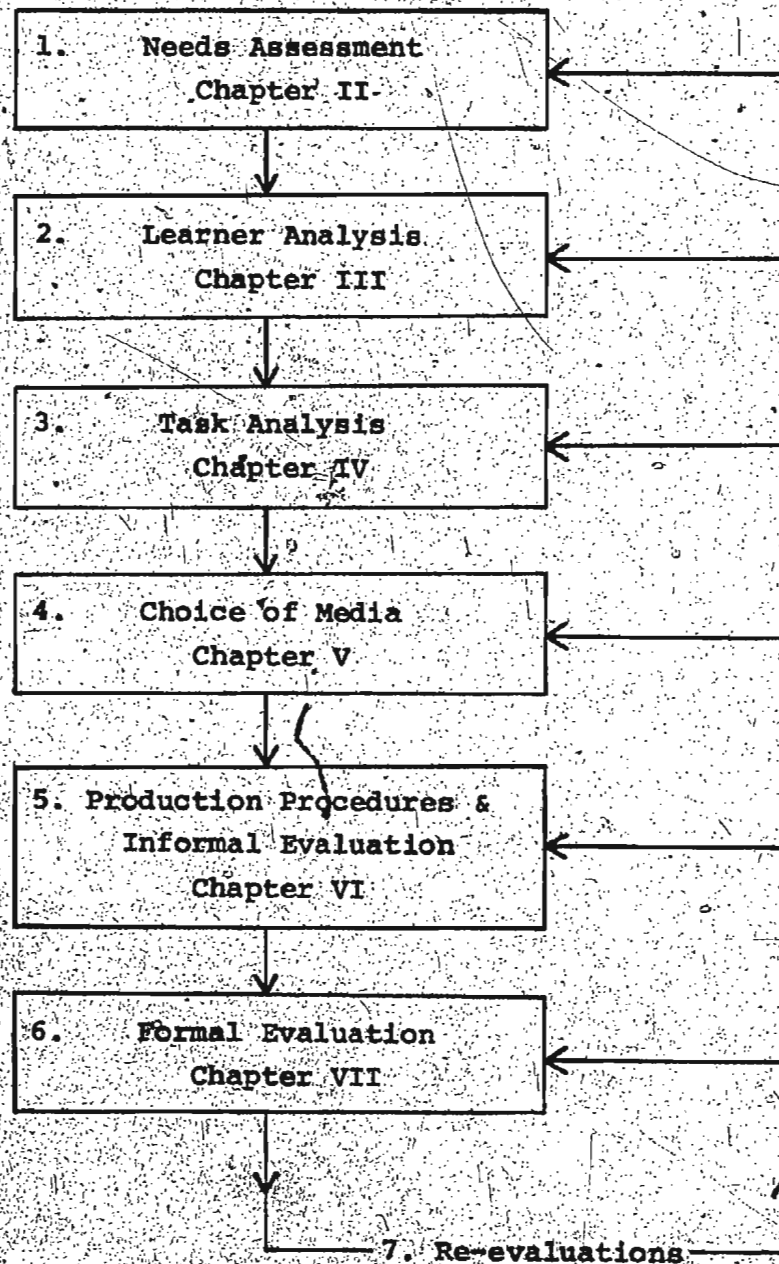 1. Needs Assessment
Chapter II
2. Learner Analysis
Chapter III
3. Task Analysis
Chapter IV
4. Choice of Media
Chapter V
5. Production Procedures &
Informal Evaluation
Chapter VI
6. Formal Evaluation
Chapter VII
7. Re-evaluations